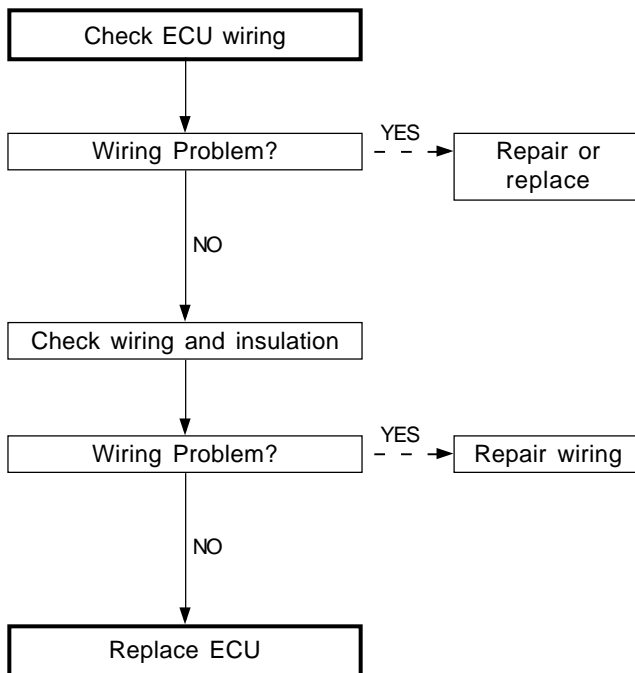 Check ECU wiring
Wiring Problem?
YES
Repair or
replace
NO
Check wiring and insulation
Wiring Problem?
YES
Repair wiring
NO
Replace ECU